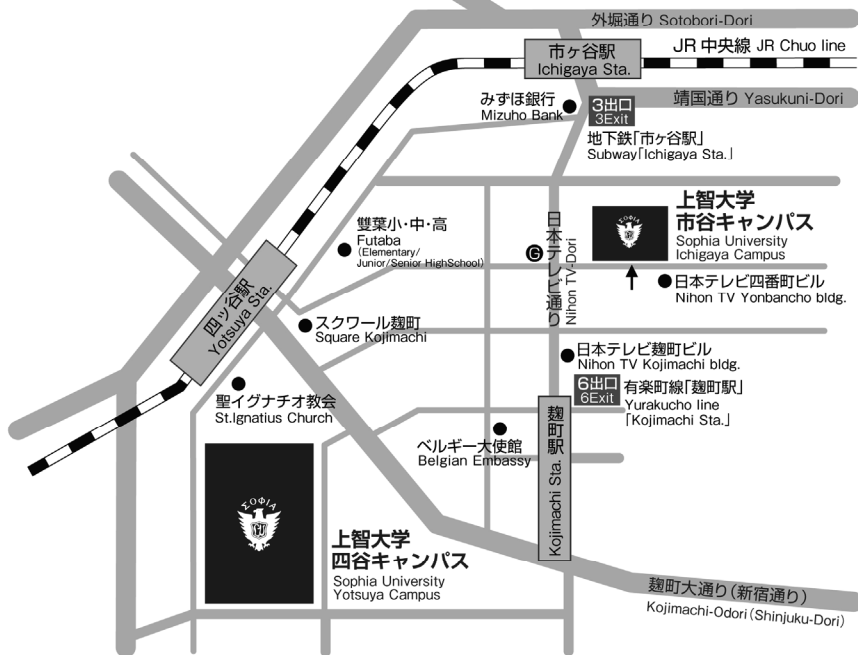 外堀通り Sotobori-Dori
市ヶ谷駅
Ichigaya Sta.
JR 中央線 JR Chuo line
みずほ銀行
Mizuho Bank
3出口
3Exit
靖国通り Yasukuni-Dori
地下鉄「市ヶ谷駅」
Subway「Ichigaya Sta.」
雙葉小・中・高
Futaba
(Elementary/
Junior/Senior HighSchool)
G
日本テレビ通り
Nihon TV-Dori
ΣΟΦΙΑ
上智大学
市谷キャンパス
Sophia University
Ichigaya Campus
日本テレビ四番町ビル
Nihon TV Yonbancho bldg.
四ッ谷駅
Yotsuya Sta.
スクワール麹町
Square Kojimachi
日本テレビ麹町ビル
Nihon TV Kojimachi bldg.
6出口
6Exit
有楽町線「麹町駅」
Yurakucho line
「Kojimachi Sta.」
聖イグナチオ教会
St.Ignatius Church
ベルギー大使館
Belgian Embassy
麹町駅
Kojimachi Sta.
ΣΟΦΙΑ
上智大学
四谷キャンパス
Sophia University
Yotsuya Campus
麹町大通り(新宿通り)
Kojimachi-Odori(Shinjuku-Dori)